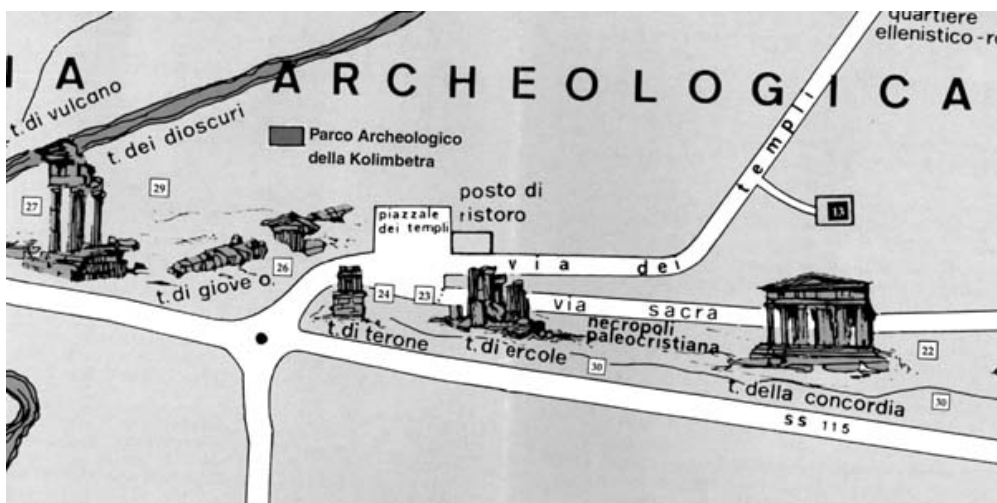 quartiere
ellenistico-r
A ARCHEOLOGICA
t. di vulcano
t. dei dioscuri
Parco Archeologico
della Kolimbetra
templi
27
29
piazzale
dei templi
posto di
ristoro
13
26
t. di giove o.
via dei
24
23
via sacra
t. di terone
t. di ercole
necropoli
paleocristiana
22
30
t. della concordia
30
SS 115